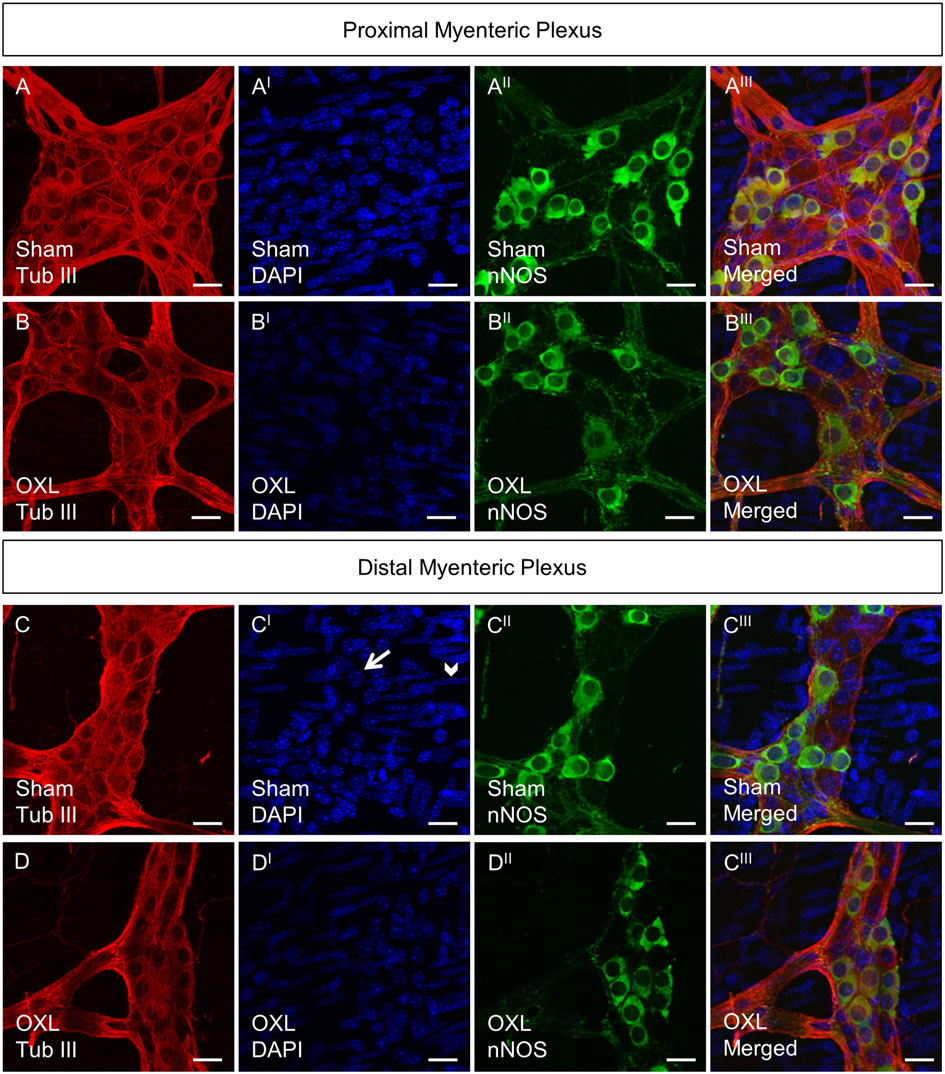 Proximal Myenteric Plexus
A
Sham
Tub III
Aᴵ
Sham
DAPI
Aᴵᴵ
Sham
nNOS
Aᴵᴵᴵ
Sham
Merged
B
OXL
Tub III
Bᴵ
OXL
DAPI
Bᴵᴵ
OXL
nNOS
Bᴵᴵᴵ
OXL
Merged
Distal Myenteric Plexus
C
Sham
Tub III
Cᴵ
Sham
DAPI
Cᴵᴵ
Sham
nNOS
Cᴵᴵᴵ
Sham
Merged
D
OXL
Tub III
Dᴵ
OXL
DAPI
Dᴵᴵ
OXL
nNOS
Cᴵᴵᴵ
OXL
Merged